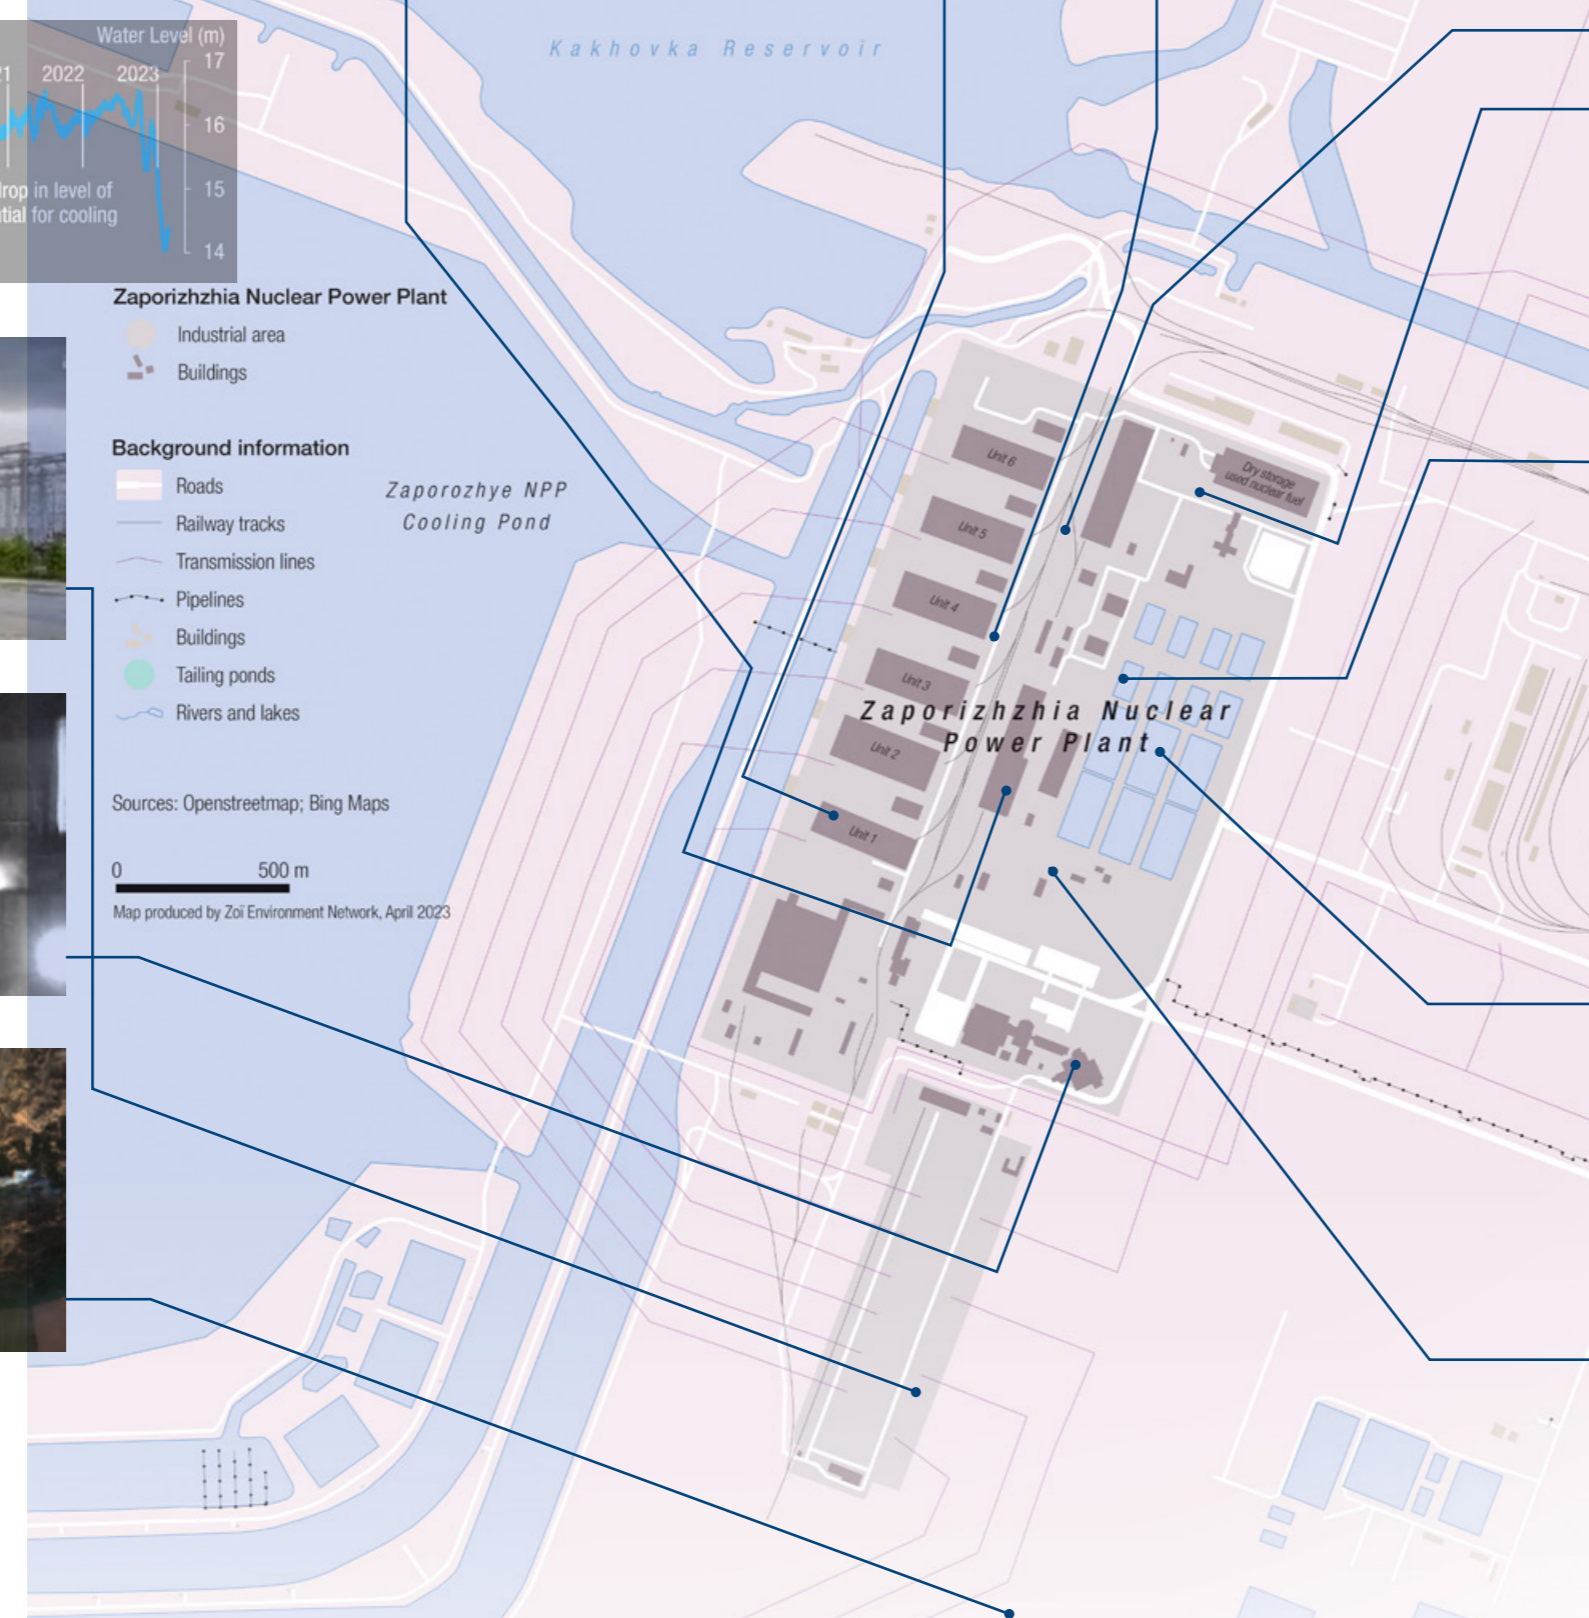 Kakhovka Reservoir
Water Level (m)
2022 2023
17
16
15
14
in level of
for cooling
Zaporizhzhia Nuclear Power Plant
Industrial area
Buildings
Background information
Roads
Railway tracks
Transmission lines
Pipelines
Buildings
Tailing ponds
Rivers and lakes
Sources: Openstreetmap; Bing Maps
0 500 m
Map produced by Zoï Environment Network, April 2023
Zaporozhye NPP
Cooling Pond
Unit 6
Unit 5
Unit 4
Unit 3
Unit 2
Unit 1
Dry storage
used nuclear fuel
Zaporizhzhia Nuclear
Power Plant